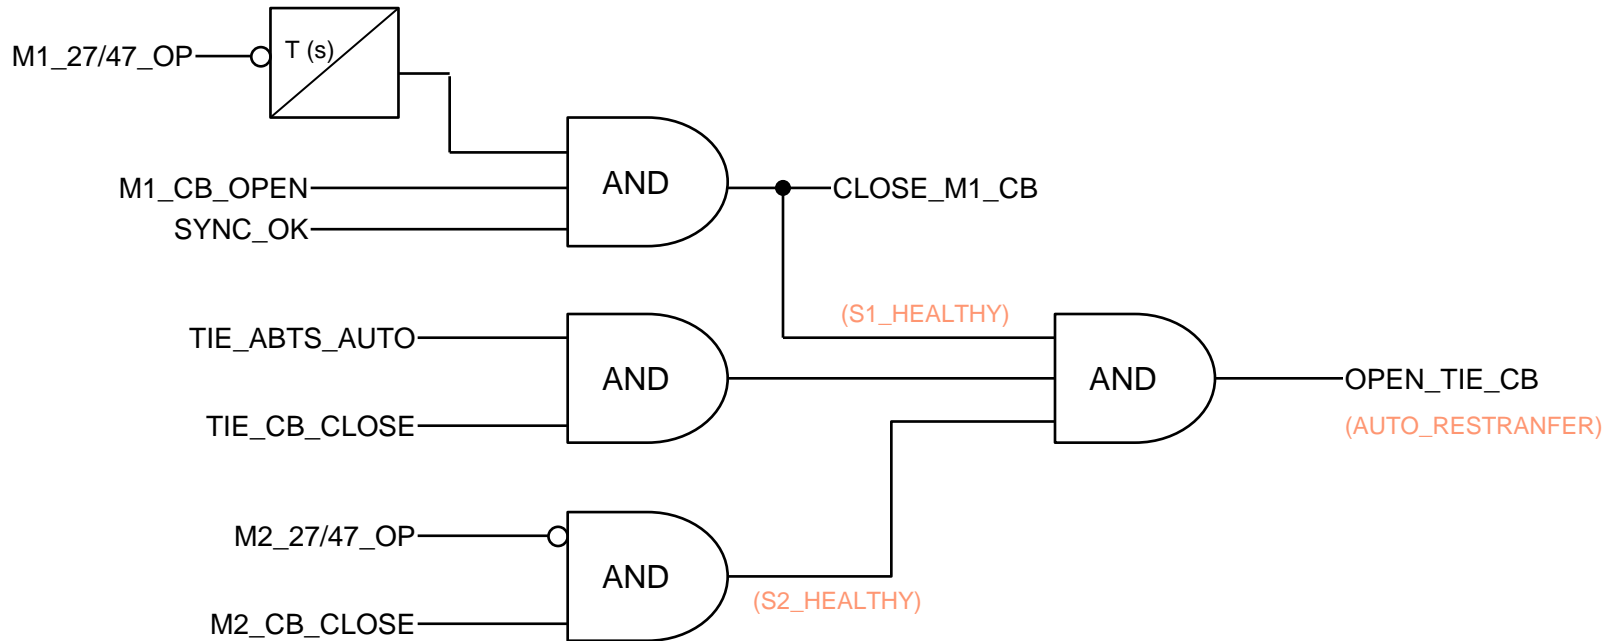 M1_27/47_OP
T (s)
M1_CB_OPEN
SYNC_OK
AND
CLOSE_M1_CB
(S1_HEALTHY)
TIE_ABTS_AUTO
TIE_CB_CLOSE
AND
AND
OPEN_TIE_CB
(AUTO_RESTRANFER)
M2_27/47_OP
M2_CB_CLOSE
AND
(S2_HEALTHY)